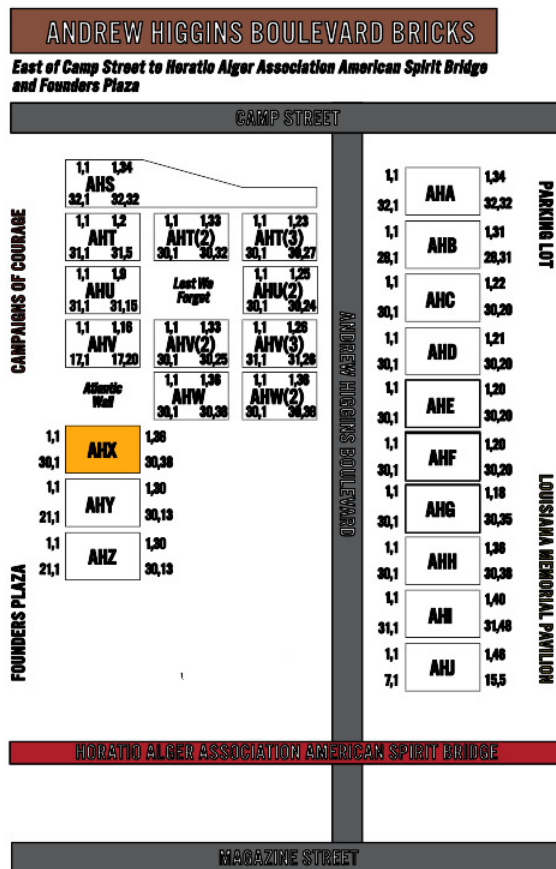 ANDREW HIGGINS BOULEVARD BRICKS
East of Camp Street to Horatio Alger Association American Spirit Bridge
and Founders Plaza
CAMP STREET
1,1 1,34
AHS
32,1 32,32
1,1 1,2
AHT
31,1 31,5
1,1 1,33
AHT(2)
30,1 30,32
1,1 1,23
AHT(3)
30,1 30,27
1,1 1,9
AHU
31,1 31,15
Lest We
Forget
1,1 1,25
AHU(2)
30,1 30,24
1,1 1,16
AHV
17,1 17,20
1,1 1,33
AHV(2)
30,1 30,25
1,1 1,26
AHV(3)
31,1 31,26
Atlantic
Wall
1,1 1,36
AHW
30,1 30,36
1,1 1,36
AHW(2)
30,1 30,36
1,1 AHX 1,36
30,1 30,38
1,1 AHY 1,30
21,1 30,13
1,1 AHZ 1,30
21,1 30,13
CAMPAIGNS OF COURAGE
FOUNDERS PLAZA
ANDREW HIGGINS BOULEVARD
1,1 AHA 1,34
32,1 32,32
1,1 AHB 1,31
28,1 28,31
1,1 AHC 1,22
30,1 30,20
1,1 AHD 1,21
30,1 30,20
1,1 AHE 1,20
30,1 30,20
1,1 AHF 1,20
30,1 30,20
1,1 AHG 1,18
30,1 30,35
1,1 AHH 1,36
30,1 30,36
1,1 AHI 1,40
31,1 31,48
1,1 AHJ 1,46
7,1 15,5
PARKING LOT
LOUISIANA MEMORIAL PAVILION
HORATIO ALGER ASSOCIATION AMERICAN SPIRIT BRIDGE
MAGAZINE STREET